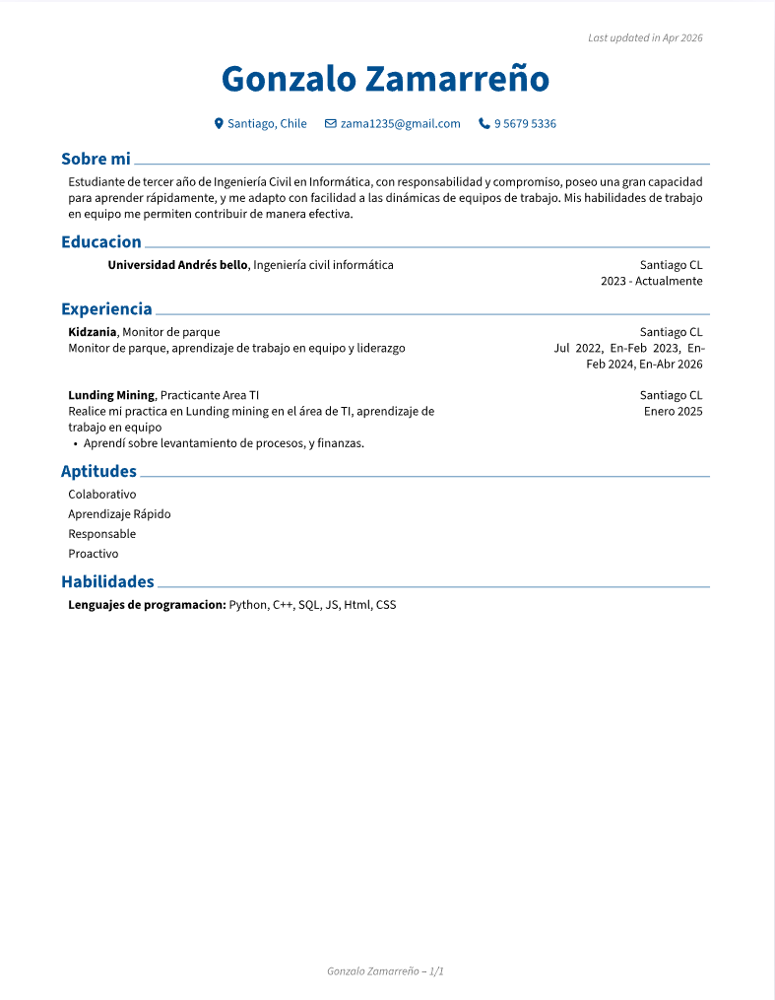 Last updated in Apr 2026
Gonzalo Zamarreño
Santiago, Chile zama1235@gmail.com 9 5679 5336
Sobre mi
Estudiante de tercer año de Ingeniería Civil en Informática, con responsabilidad y compromiso, poseo una gran capacidad
para aprender rápidamente, y me adapto con facilidad a las dinámicas de equipos de trabajo. Mis habilidades de trabajo
en equipo me permiten contribuir de manera efectiva.
Educacion
Universidad Andrés bello, Ingeniería civil informática Santiago CL
2023 - Actualmente
Experiencia
Kidzania, Monitor de parque Santiago CL
Monitor de parque, aprendizaje de trabajo en equipo y liderazgo Jul 2022, En-Feb 2023, En-
Feb 2024, En-Abr 2026
Lunding Mining, Practicante Area TI Santiago CL
Realice mi practica en Lunding mining en el área de TI, aprendizaje de Enero 2025
trabajo en equipo
• Aprendí sobre levantamiento de procesos, y finanzas.
Aptitudes
Colaborativo
Aprendizaje Rápido
Responsable
Proactivo
Habilidades
Lenguajes de programacion: Python, C++, SQL, JS, Html, CSS
Gonzalo Zamarreño – 1/1